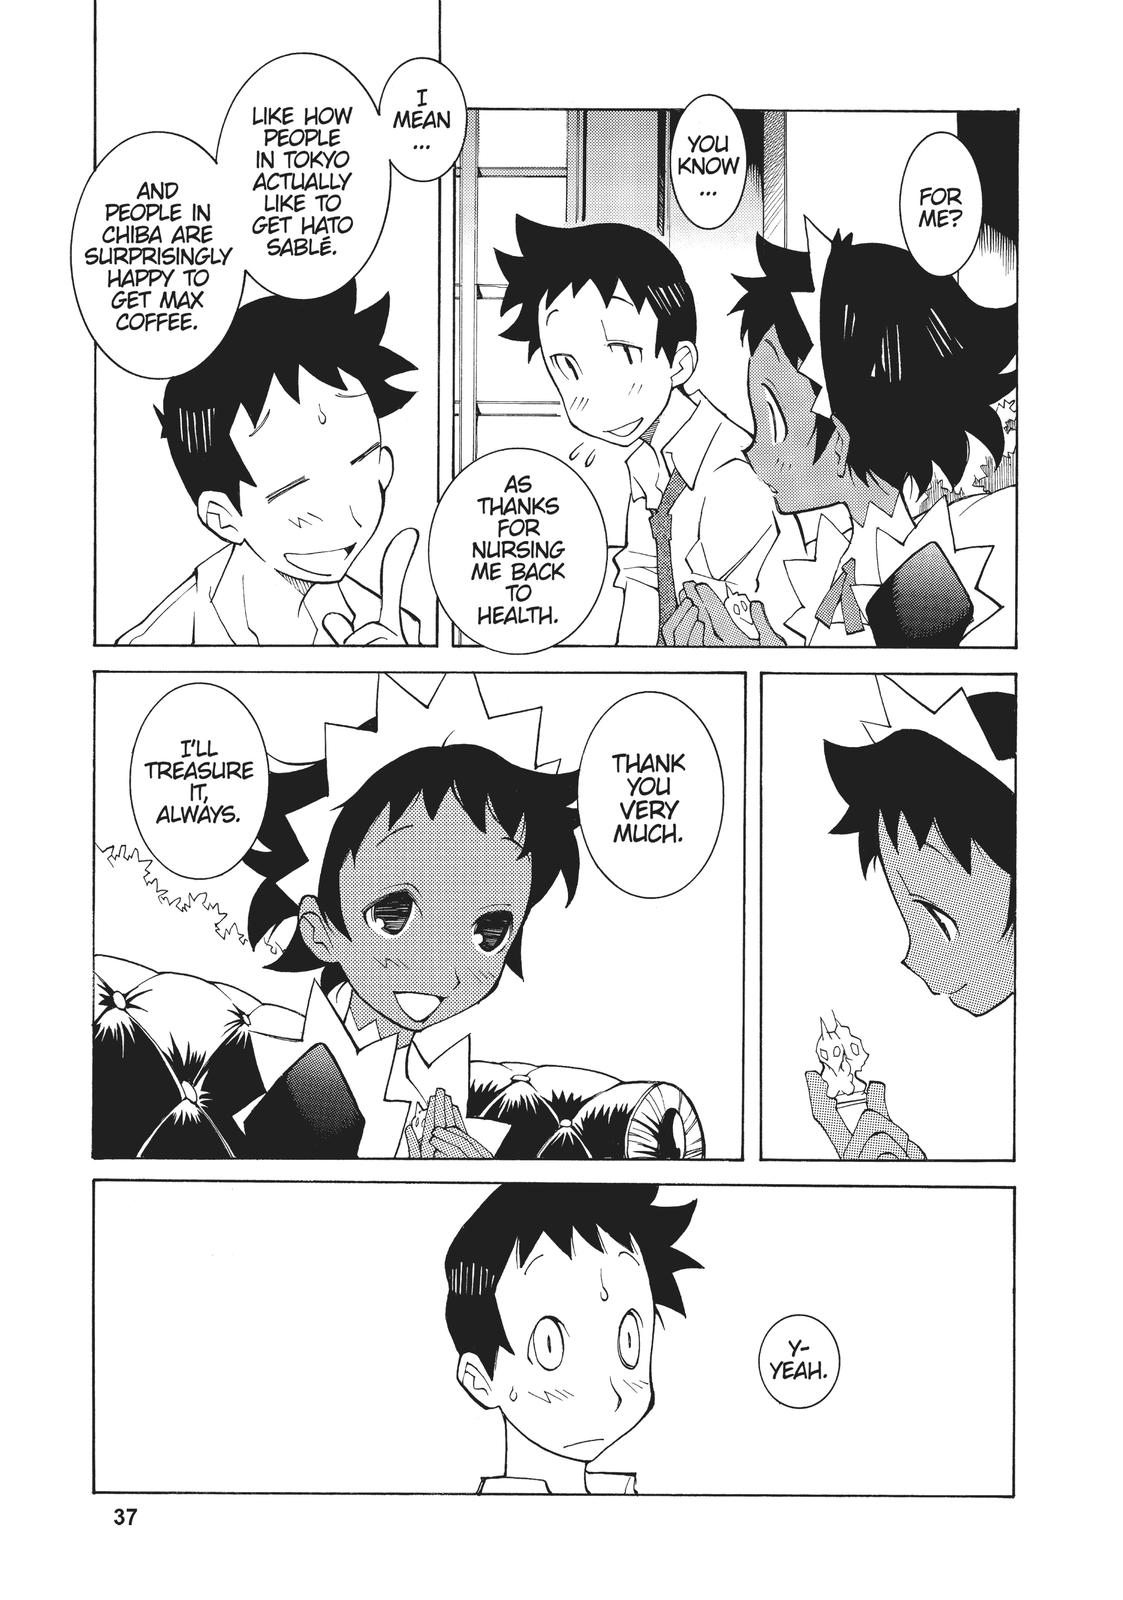 FOR
ME?
YOU
KNOW
...
AS
THANKS
FOR
NURSING
ME BACK
TO
HEALTH.
I
MEAN
...
LIKE HOW
PEOPLE
IN TOKYO
ACTUALLY
LIKE TO
GET HATO
SABLÉ.
AND
PEOPLE IN
CHIBA ARE
SURPRISINGLY
HAPPY TO
GET MAX
COFFEE.
THANK
YOU
VERY
MUCH.
I'LL
TREASURE
IT,
ALWAYS.
Y-
YEAH.
37